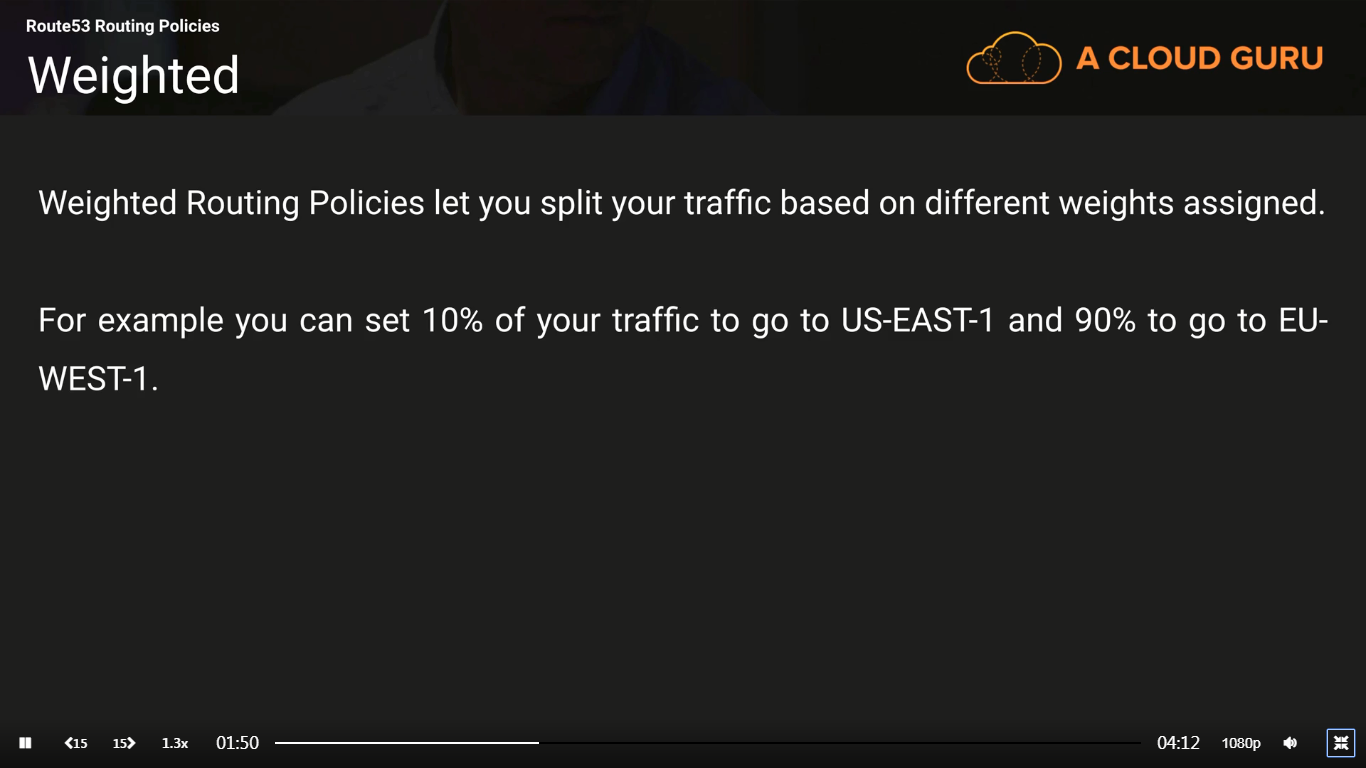 Route53 Routing Policies
Weighted
A CLOUD GURU
Weighted Routing Policies let you split your traffic based on different weights assigned.
For example you can set 10% of your traffic to go to US-EAST-1 and 90% to go to EU-
WEST-1.
15 15 1.3x 01:50 04:12 1080p